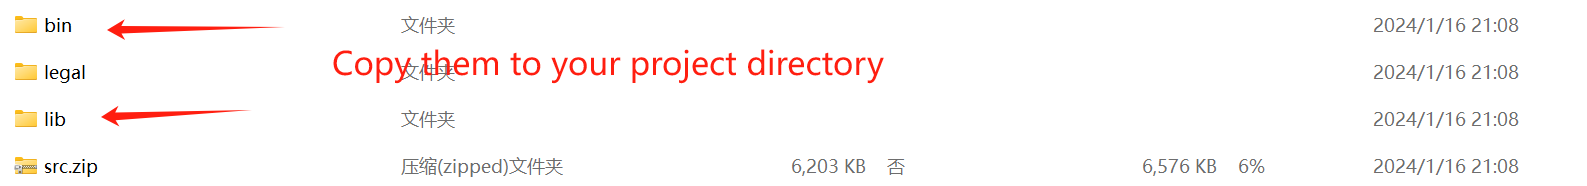 bin 文件夹 2024/1/16 21:08
Copy them to your project directory
legal 文件夹 2024/1/16 21:08
lib 文件夹 2024/1/16 21:08
src.zip 压缩(zipped)文件夹 6,203 KB 否 6,576 KB 6% 2024/1/16 21:08